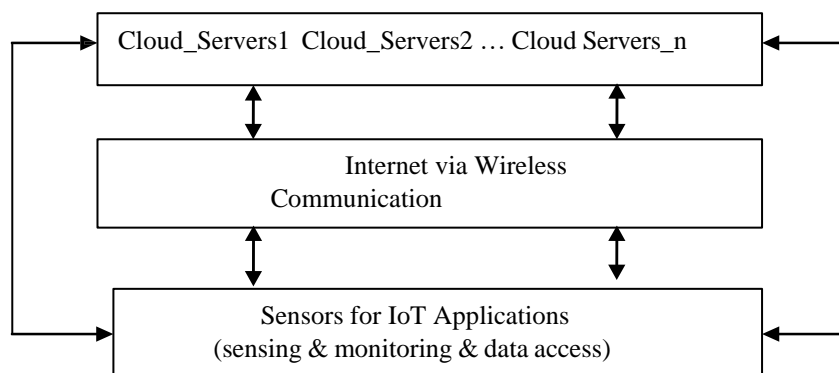 Cloud_Servers1 Cloud_Servers2 … Cloud Servers_n
Internet via Wireless
Communication
Sensors for IoT Applications
(sensing & monitoring & data access)